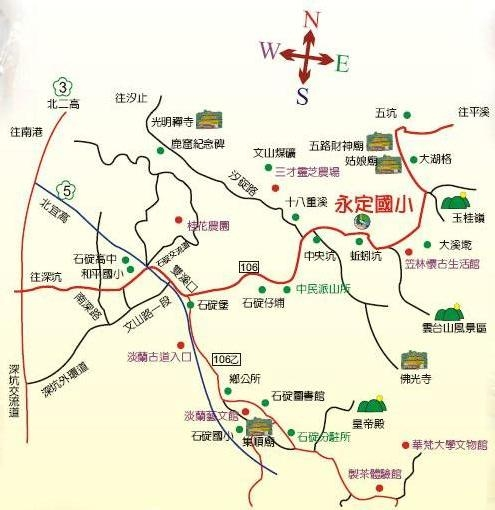 N
W
E
S
3
北二高
往汐止
光明禪寺
鹿窟紀念碑
往南港
5
北宜高
汐碇路
文山煤礦
三才靈芝農場
五坑
往平溪
五路財神廟
姑娘廟
大湖格
十八重溪
永定國小
玉桂嶺
桂花農園
石碇交流道
雙溪口
石碇高中
和平國小
中央坑
蚯蚓坑
大溪墘
笠林懷古生活館
往深坑
106
南深路
文山路一段
石碇堡
石碇仔埔
中民派出所
雲台山風景區
深坑外環道
深坑交流道
淡蘭古道入口
106乙
佛光寺
鄉公所
石碇圖書館
淡蘭藝文館
石碇國小
集順廟
石碇分駐所
皇帝殿
華梵大學文物館
製茶體驗館